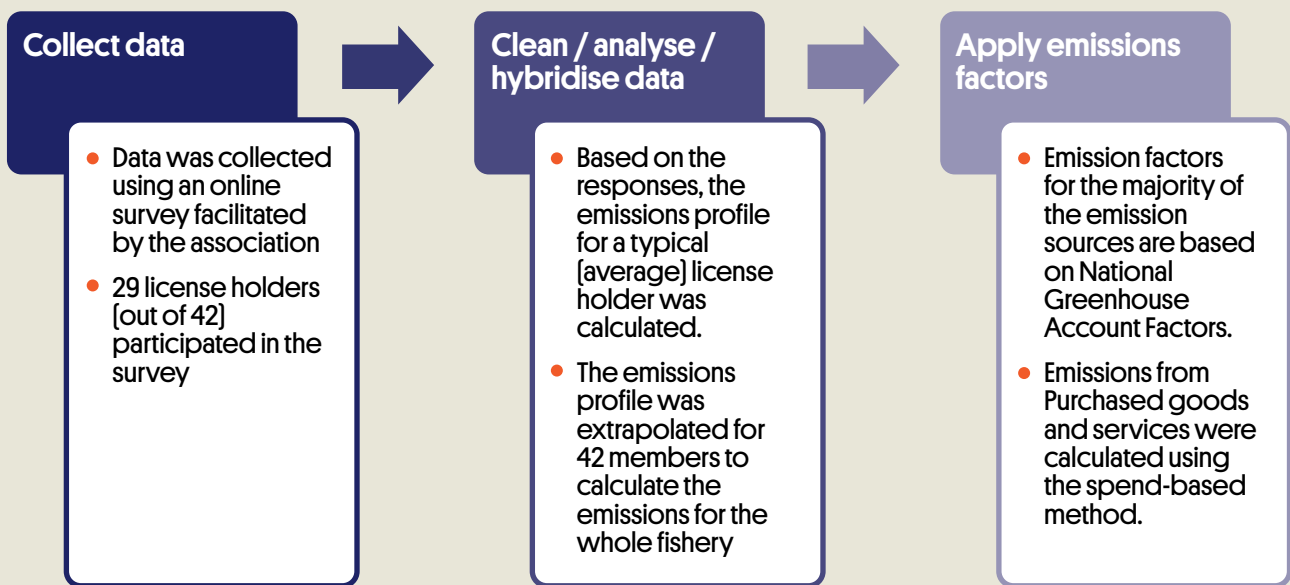 Collect data
• Data was collected
using an online
survey facilitated
by the association
• 29 license holders
(out of 42)
participated in the
survey
Clean / analyse /
hybridise data
• Based on the
responses, the
emissions profile
for a typical
(average) license
holder was
calculated.
• The emissions
profile was
extrapolated for
42 members to
calculate the
emissions for the
whole fishery
Apply emissions
factors
• Emission factors
for the majority of
the emission
sources are based
on National
Greenhouse
Account Factors.
• Emissions from
Purchased goods
and services were
calculated using
the spend-based
method.